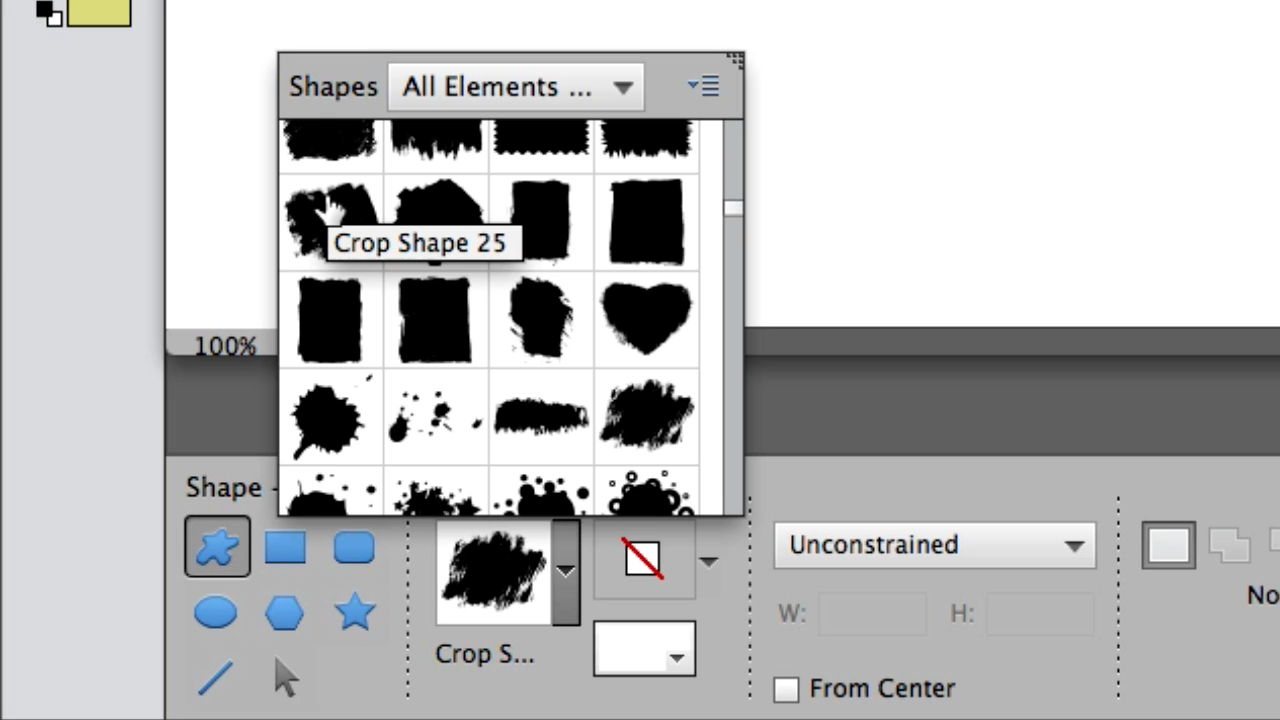 Shapes All Elements ...
Crop Shape 25
100%
Shape -
Unconstrained
W: H:
No
Crop S...
From Center